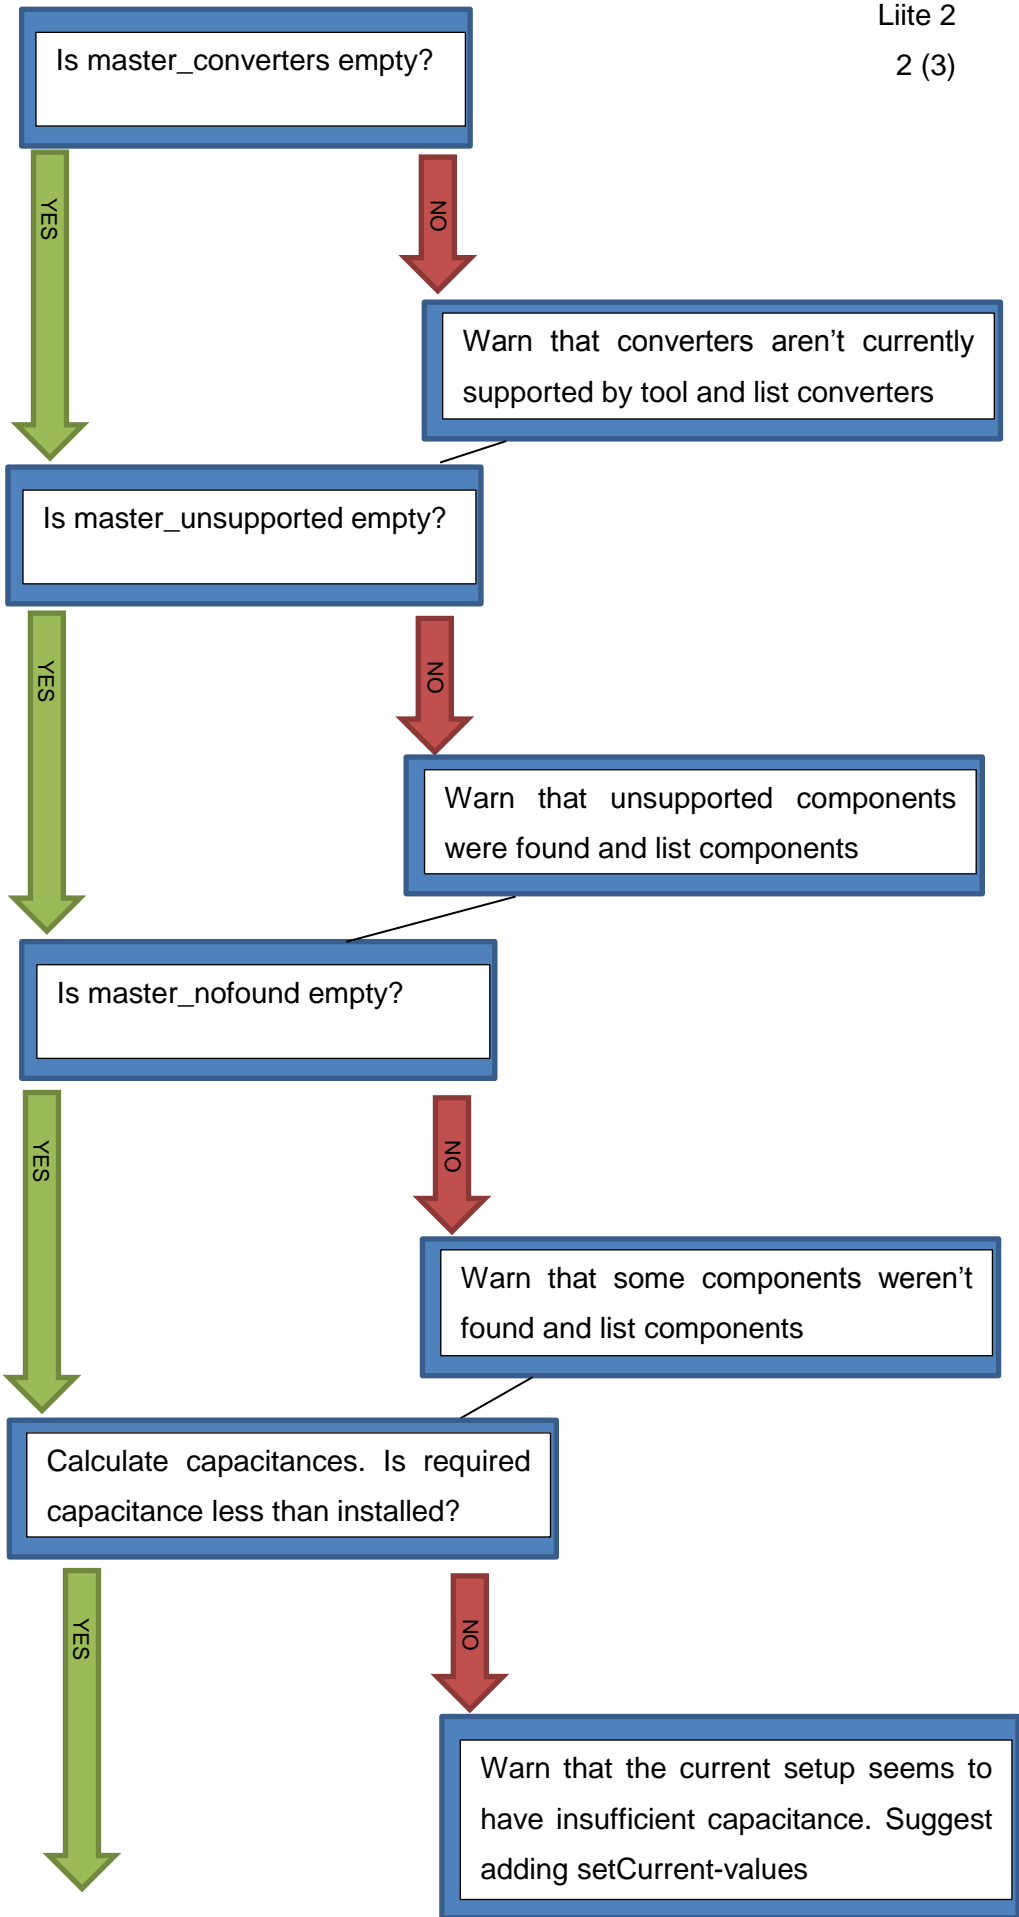 Liite 2
2 (3)
Is master_converters empty?
YES
NO
Warn that converters aren’t currently
supported by tool and list converters
Is master_unsupported empty?
YES
NO
Warn that unsupported components
were found and list components
Is master_nofound empty?
YES
NO
Warn that some components weren’t
found and list components
Calculate capacitances. Is required
capacitance less than installed?
YES
NO
Warn that the current setup seems to
have insufficient capacitance. Suggest
adding setCurrent-values